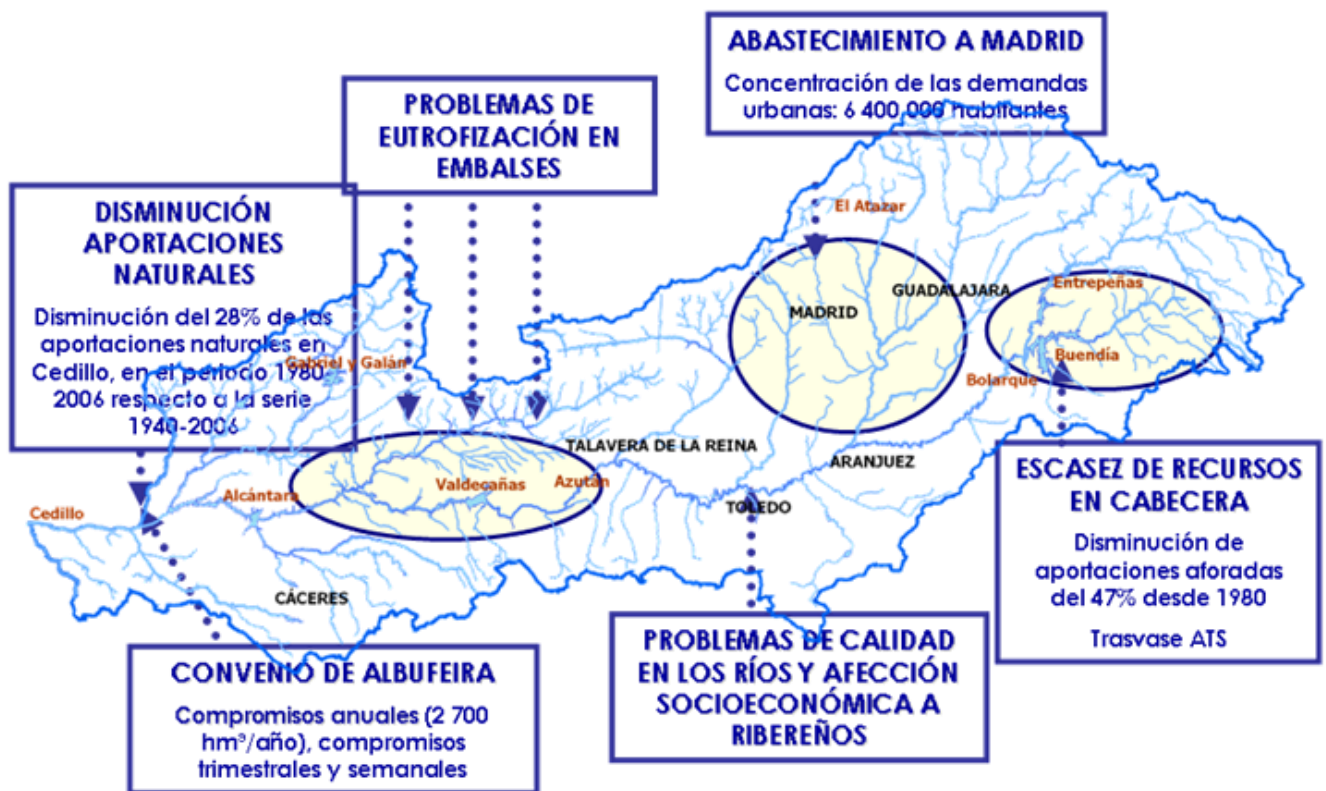 ABASTECIMIENTO A MADRID
Concentración de las demandas
urbanas: 6 400 000 habitantes
PROBLEMAS DE
EUTROFIZACIÓN EN
EMBALSES
DISMINUCIÓN
APORTACIONES
NATURALES
Disminución del 28% de las
aportaciones naturales en
Cedillo, en el período 1980-
2006 respecto a la serie
1940-2006
El Atazar
GUADALAJARA
Entrepeñas
MADRID
Buendía
Bolarque
Gabriel y Galán
TALAVERA DE LA REINA
ARANJUEZ
Valdecañas
Azután
Alcántara
TOLEDO
Cedillo
CÁCERES
ESCASEZ DE RECURSOS
EN CABECERA
Disminución de
aportaciones aforadas
del 47% desde 1980
Trasvase ATS
CONVENIO DE ALBUFEIRA
Compromisos anuales (2 700
hm³/año), compromisos
trimestrales y semanales
PROBLEMAS DE CALIDAD
EN LOS RÍOS Y AFECCIÓN
SOCIOECONÓMICA A
RIBEREÑOS